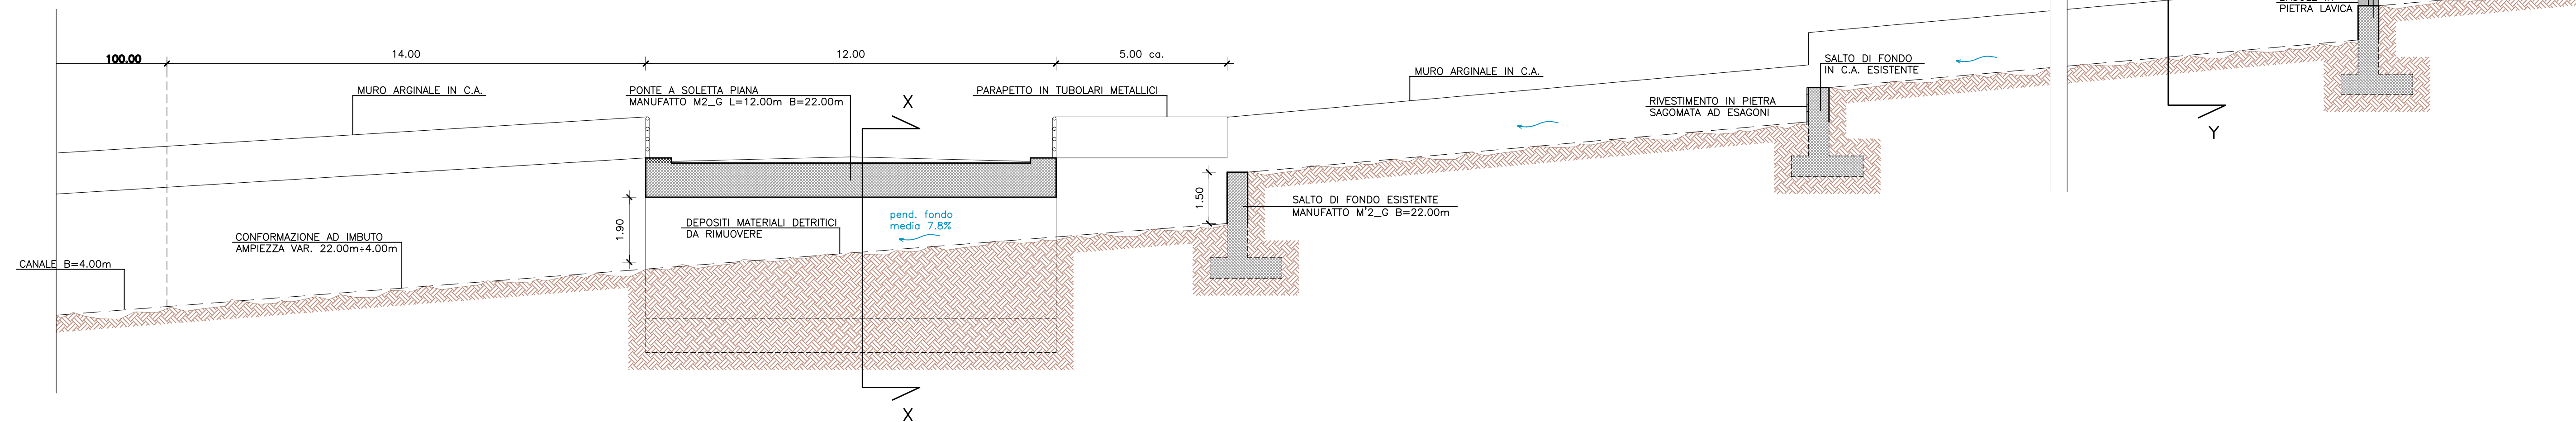 100.00
14.00
12.00
5.00 ca.
MURO ARGINALE IN C.A.
PONTE A SOLETTA PIANA
MANUFATTO M2_G L=12.00m B=22.00m
X
PARAPETTO IN TUBOLARI METALLICI
MURO ARGINALE IN C.A.
RIVESTIMENTO IN PIETRA
SAGOMATA AD ESAGONI
SALTO DI FONDO
IN C.A. ESISTENTE
Y
PIETRA LAVICA
CANALE B=4.00m
CONFORMAZIONE AD IMBUTO
AMPIEZZA VAR. 22.00m÷4.00m
1.90
DEPOSITI MATERIALI DETRITICI
DA RIMUOVERE
pend. fondo
media 7.8%
1.50
SALTO DI FONDO ESISTENTE
MANUFATTO M'2_G B=22.00m
X